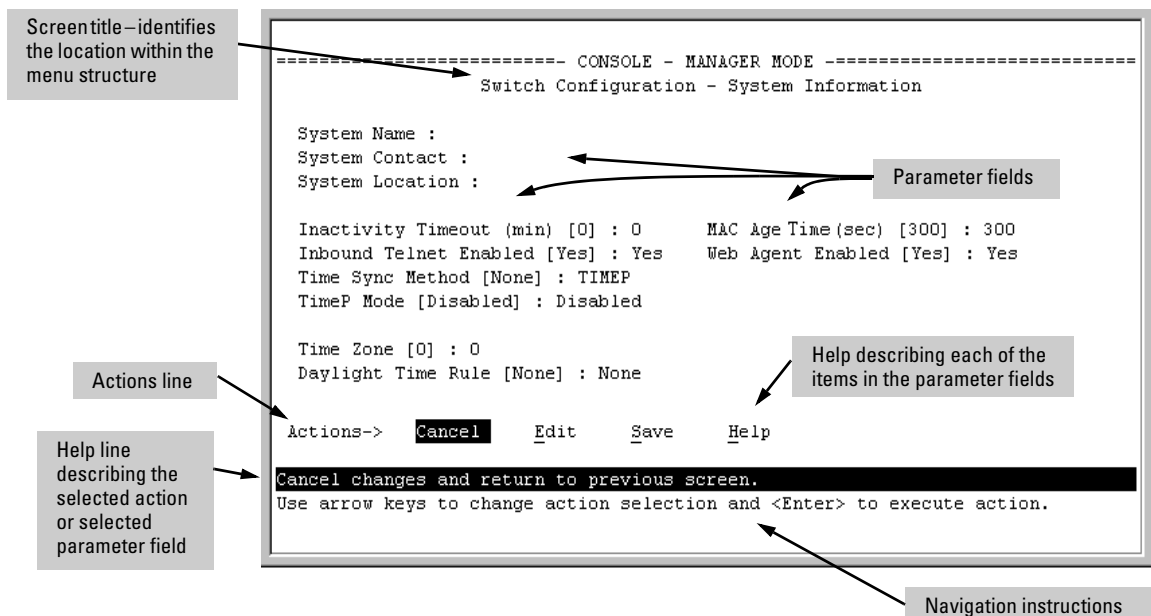 Screen title – identifies
the location within the
menu structure
===========================- CONSOLE - MANAGER MODE -============================
Switch Configuration - System Information
System Name :
System Contact :
System Location :
Parameter fields
Inactivity Timeout (min) [0] : 0 MAC Age Time (sec) [300] : 300
Inbound Telnet Enabled [Yes] : Yes Web Agent Enabled [Yes] : Yes
Time Sync Method [None] : TIMEP
TimeP Mode [Disabled] : Disabled
Time Zone [0] : 0
Daylight Time Rule [None] : None
Help describing each of the
items in the parameter fields
Actions line
Actions-> Cancel Edit Save Help
Help line
describing the
selected action
or selected
parameter field
Cancel changes and return to previous screen.
Use arrow keys to change action selection and <Enter> to execute action.
Navigation instructions